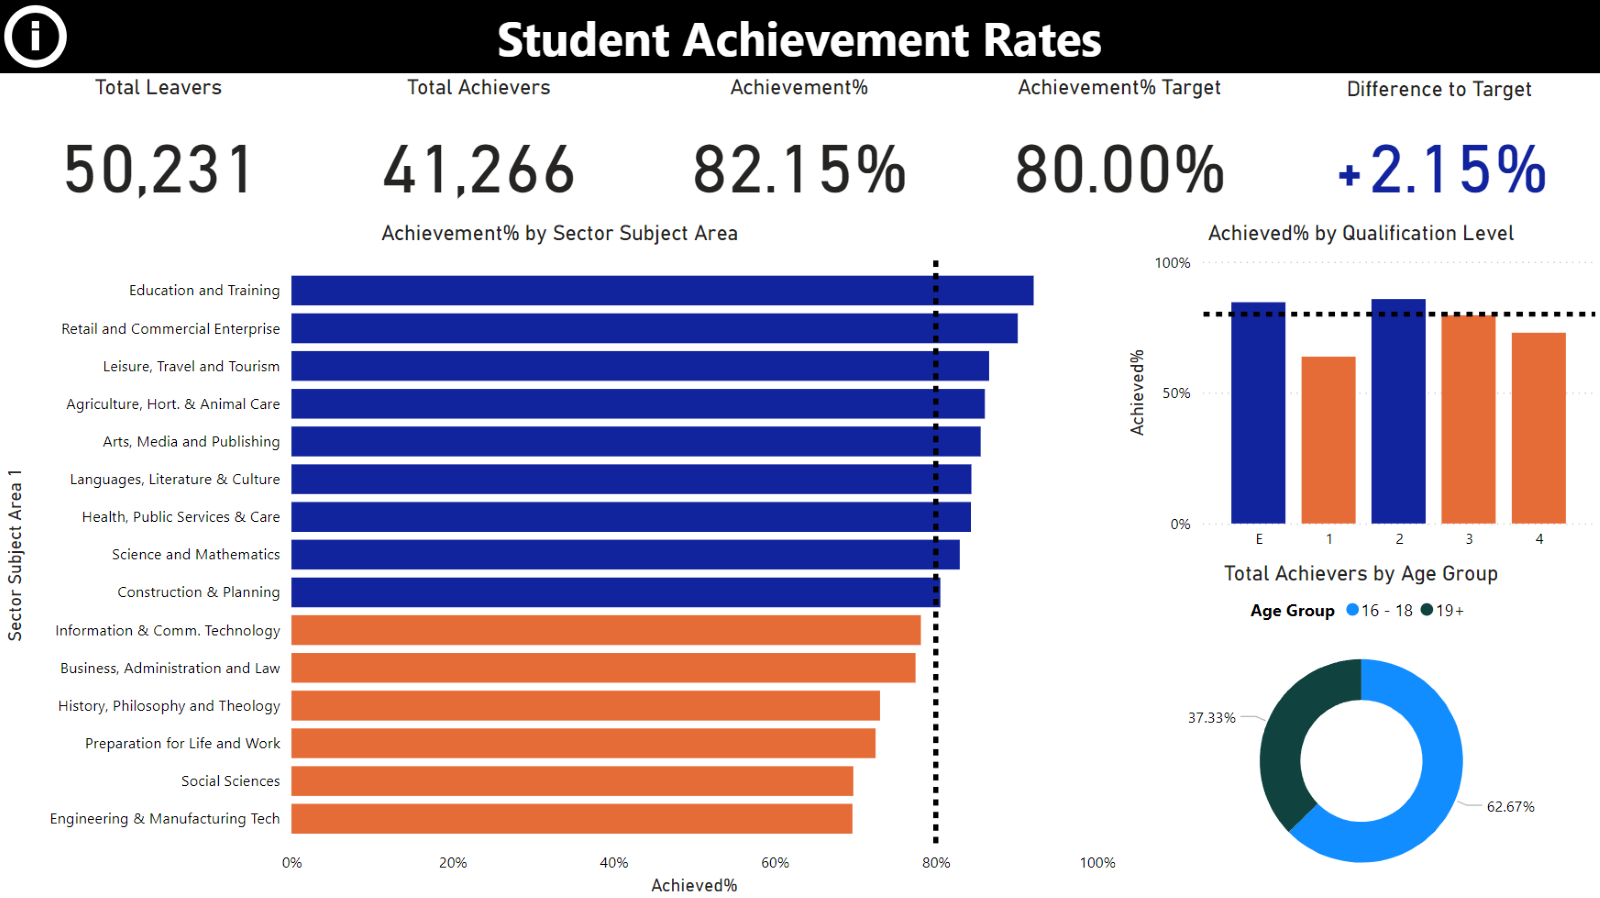 Student Achievement Rates
Total Leavers
Total Achievers
Achievement%
Achievement% Target
Difference to Target
50,231
41,266
82.15%
80.00%
+2.15%
Achievement% by Sector Subject Area
Sector Subject Area 1
Education and Training
Retail and Commercial Enterprise
Leisure, Travel and Tourism
Agriculture, Hort. & Animal Care
Arts, Media and Publishing
Languages, Literature & Culture
Health, Public Services & Care
Science and Mathematics
Construction & Planning
Information & Comm. Technology
Business, Administration and Law
History, Philosophy and Theology
Preparation for Life and Work
Social Sciences
Engineering & Manufacturing Tech
0% 20% 40% 60% 80% 100%
Achieved%
Achieved% by Qualification Level
Achieved%
100%
50%
0%
E 1 2 3 4
Total Achievers by Age Group
Age Group 16 - 18 19+
37.33%
62.67%